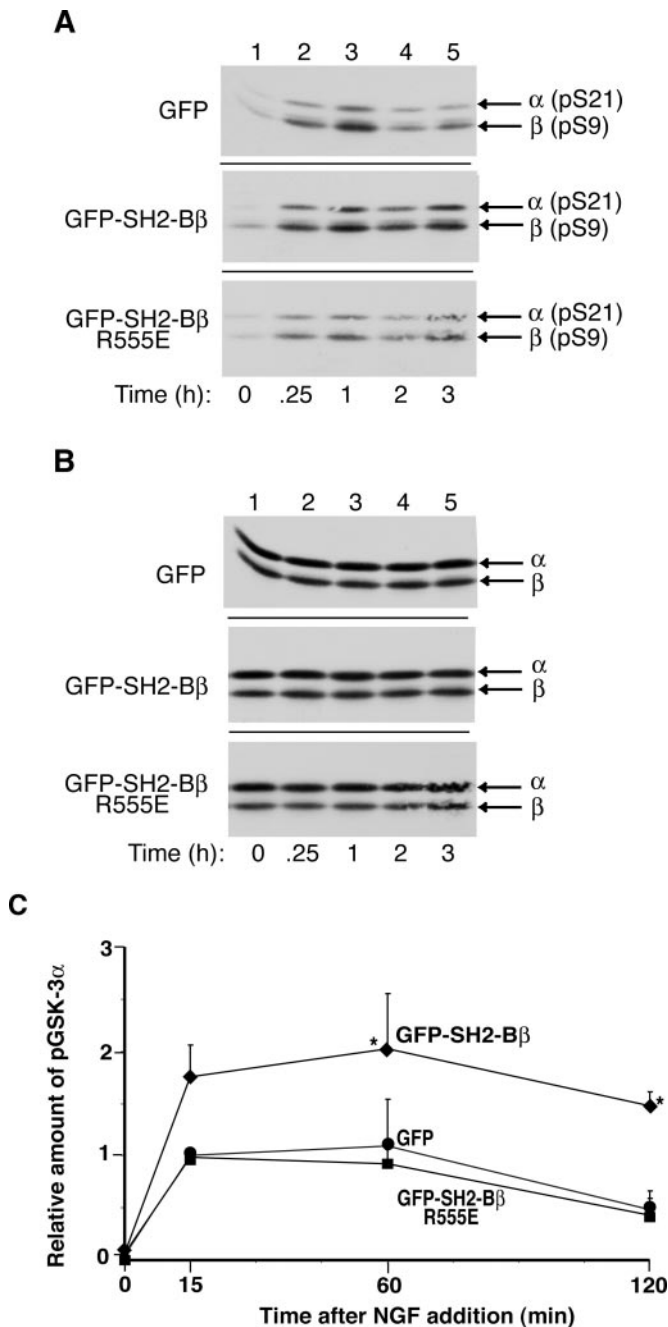 A
1 2 3 4 5
GFP
α (pS21)
β (pS9)
GFP-SH2-Bβ
α (pS21)
β (pS9)
GFP-SH2-Bβ
R555E
α (pS21)
β (pS9)
Time (h): 0 .25 1 2 3
B
1 2 3 4 5
GFP
α
β
GFP-SH2-Bβ
α
β
GFP-SH2-Bβ
R555E
α
β
Time (h): 0 .25 1 2 3
C
Relative amount of pGSK-3α
3
2
1
0
* GFP-SH2-Bβ
*
GFP
GFP-SH2-Bβ
R555E
0 15 60 120
Time after NGF addition (min)